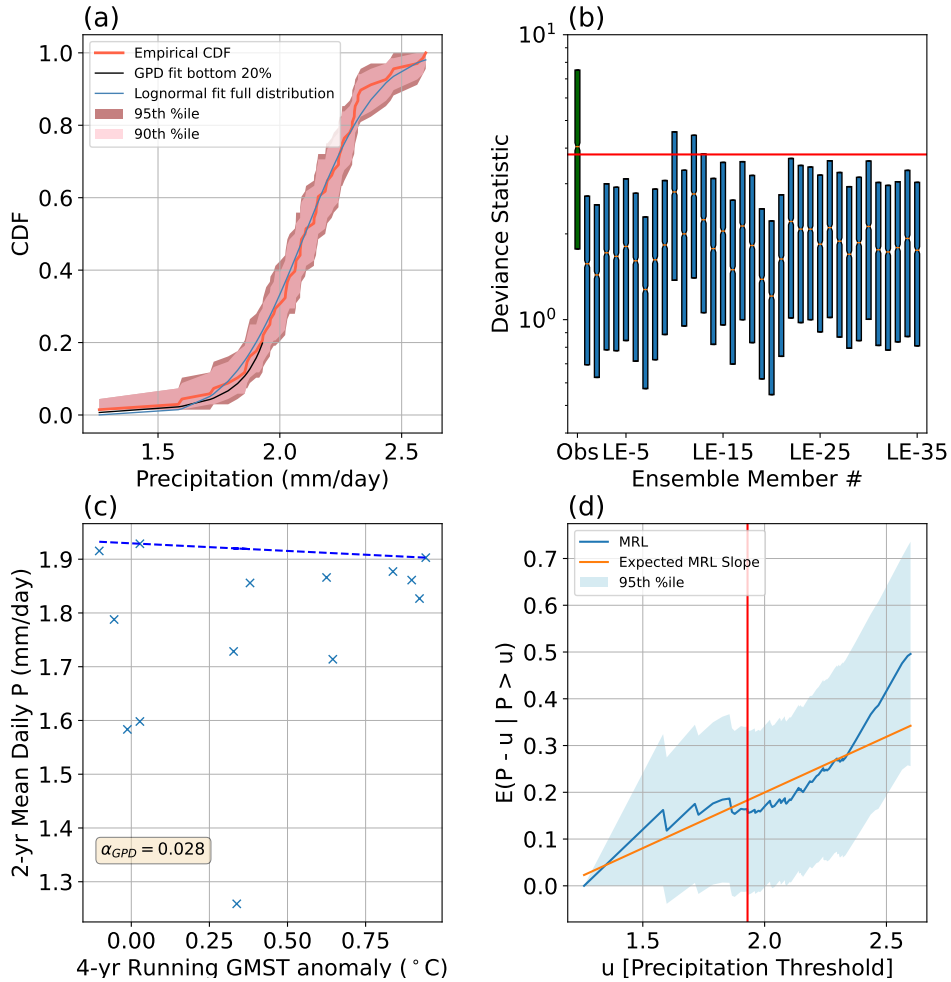 (a)
Empirical CDF
GPD fit bottom 20%
Lognormal fit full distribution
95th %ile
90th %ile
CDF
1.0
0.8
0.6
0.4
0.2
0.0
1.5 2.0 2.5
Precipitation (mm/day)
(b)
Deviance Statistic
10¹
10⁰
Obs LE-5 LE-15 LE-25 LE-35
Ensemble Member #
(c)
2-yr Mean Daily P (mm/day)
1.9
1.8
1.7
1.6
1.5
1.4
1.3
α_GPD = 0.028
0.00 0.25 0.50 0.75
4-yr Running GMST anomaly (°C)
(d)
MRL
Expected MRL Slope
95th %ile
E(P - u | P > u)
0.7
0.6
0.5
0.4
0.3
0.2
0.1
0.0
1.5 2.0 2.5
u [Precipitation Threshold]